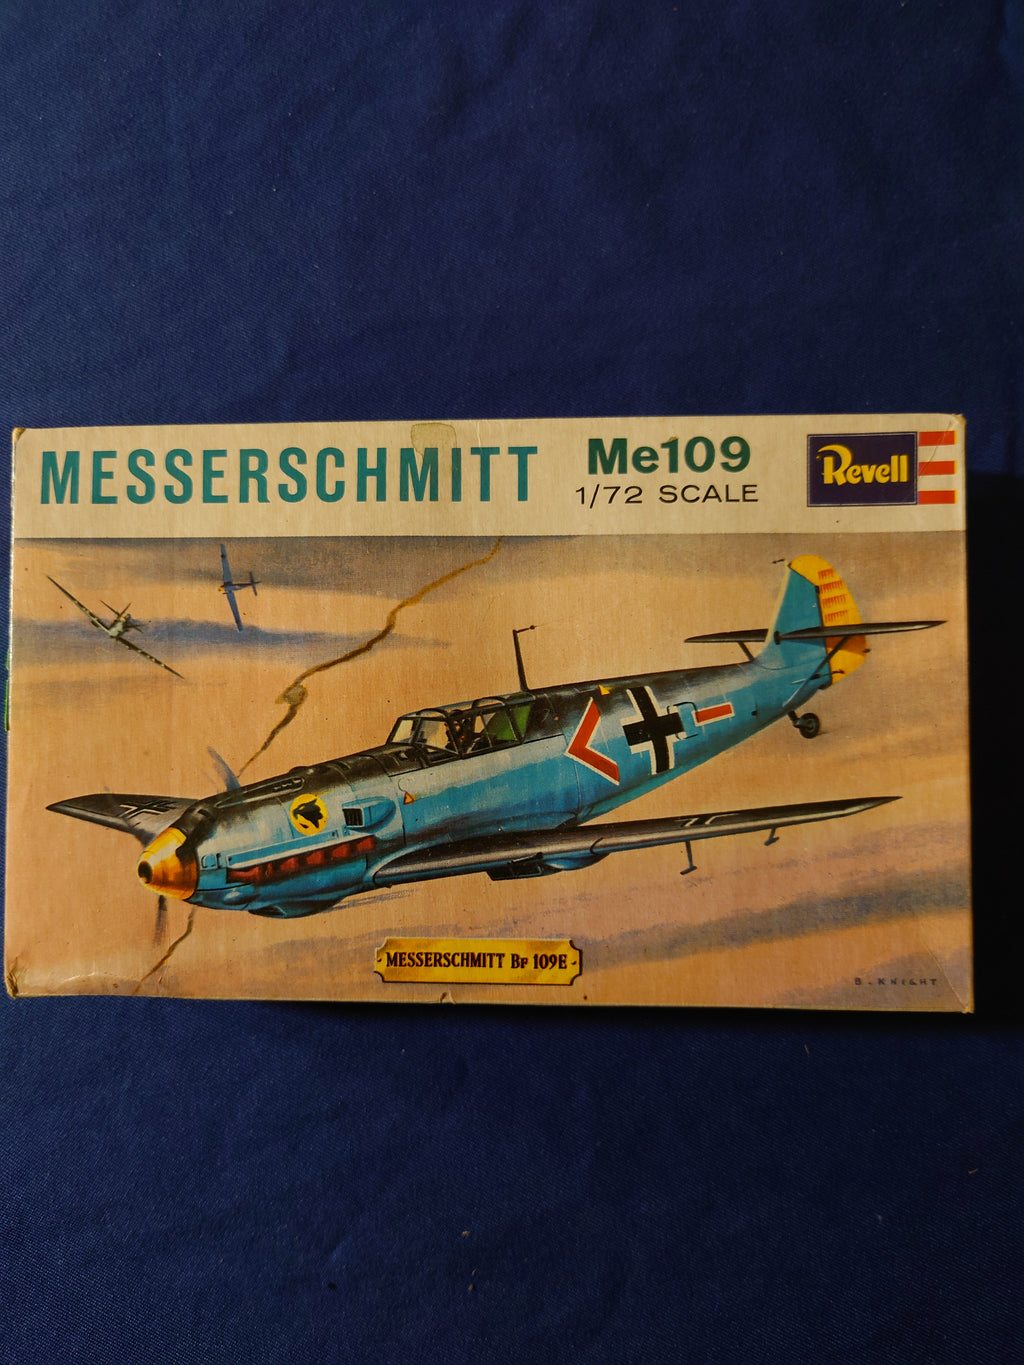 MESSERSCHMITT
Me109
1/72 SCALE
Revell
MESSERSCHMITT BF 109E
B. KNIGHT